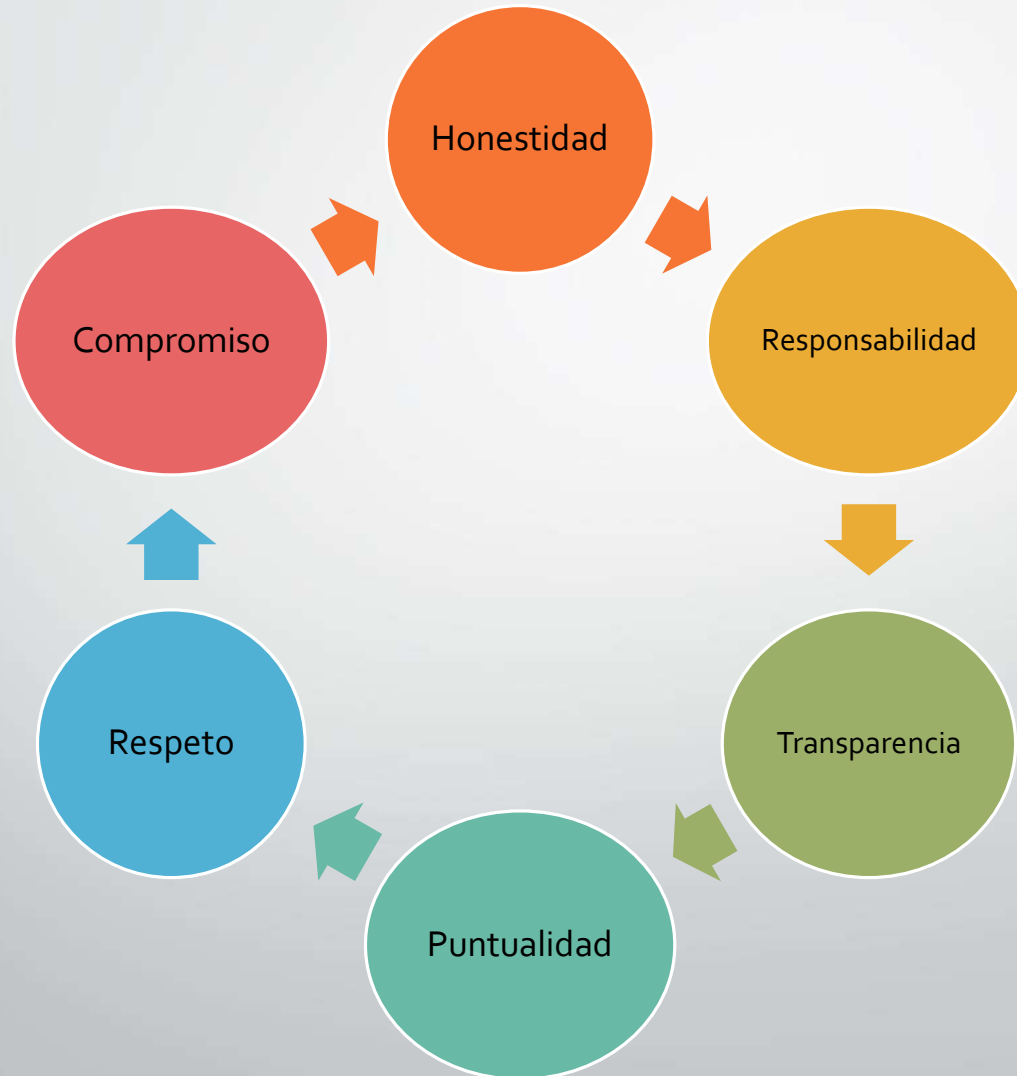 Honestidad
Responsabilidad
Transparencia
Puntualidad
Respeto
Compromiso